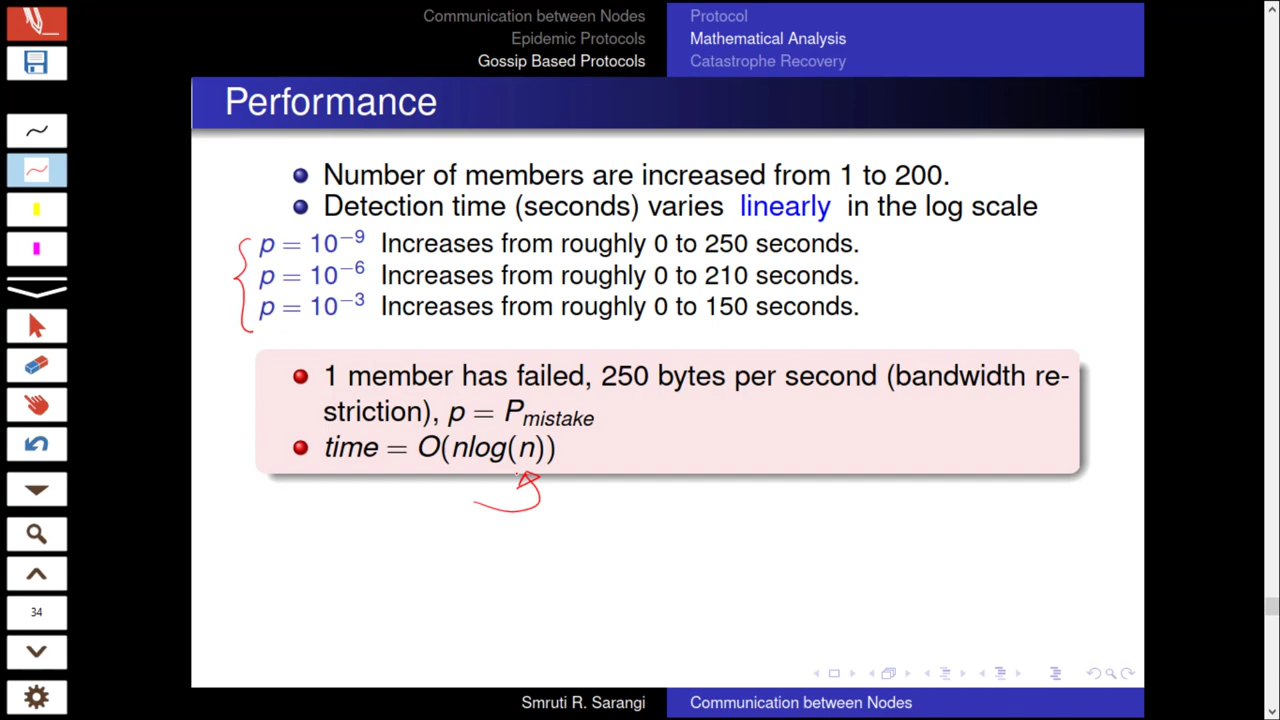 Communication between Nodes Protocol
Epidemic Protocols Mathematical Analysis
Gossip Based Protocols Catastrophe Recovery
Performance
Number of members are increased from 1 to 200.
Detection time (seconds) varies linearly in the log scale
p = 10⁻⁹ Increases from roughly 0 to 250 seconds.
p = 10⁻⁶ Increases from roughly 0 to 210 seconds.
p = 10⁻³ Increases from roughly 0 to 150 seconds.
1 member has failed, 250 bytes per second (bandwidth re-
striction), p = P_mistake
time = O(nlog(n))
34
Smruti R. Sarangi Communication between Nodes